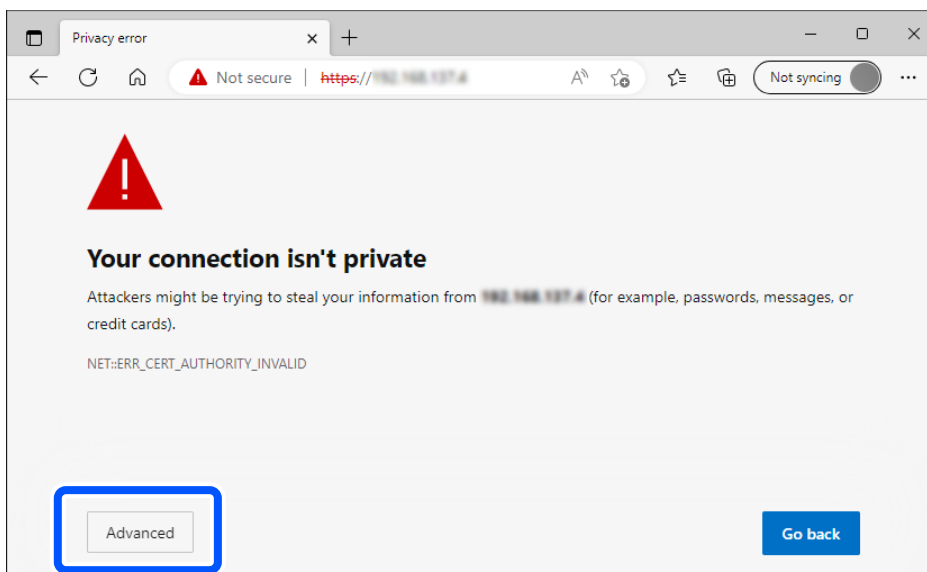 Privacy error
Not secure | https://
Not syncing
Your connection isn't private
Attackers might be trying to steal your information from (for example, passwords, messages, or
credit cards).
NET::ERR_CERT_AUTHORITY_INVALID
Advanced
Go back